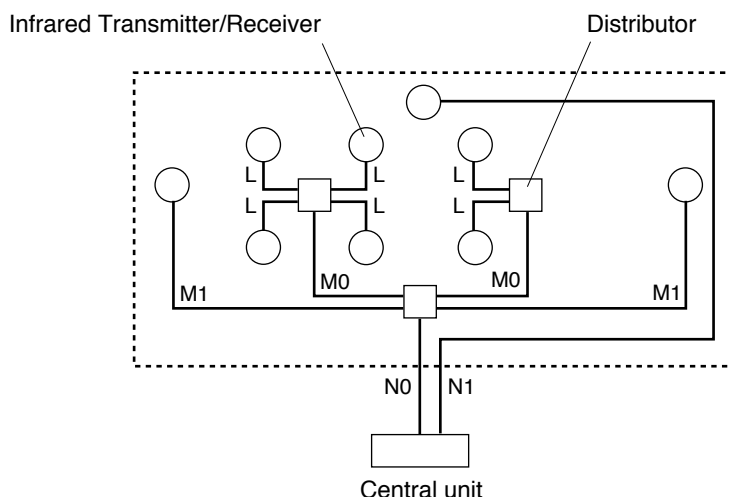 Infrared Transmitter/Receiver Distributor
L L L
L L L
M0 M0
M1 M1
N0 N1
Central unit